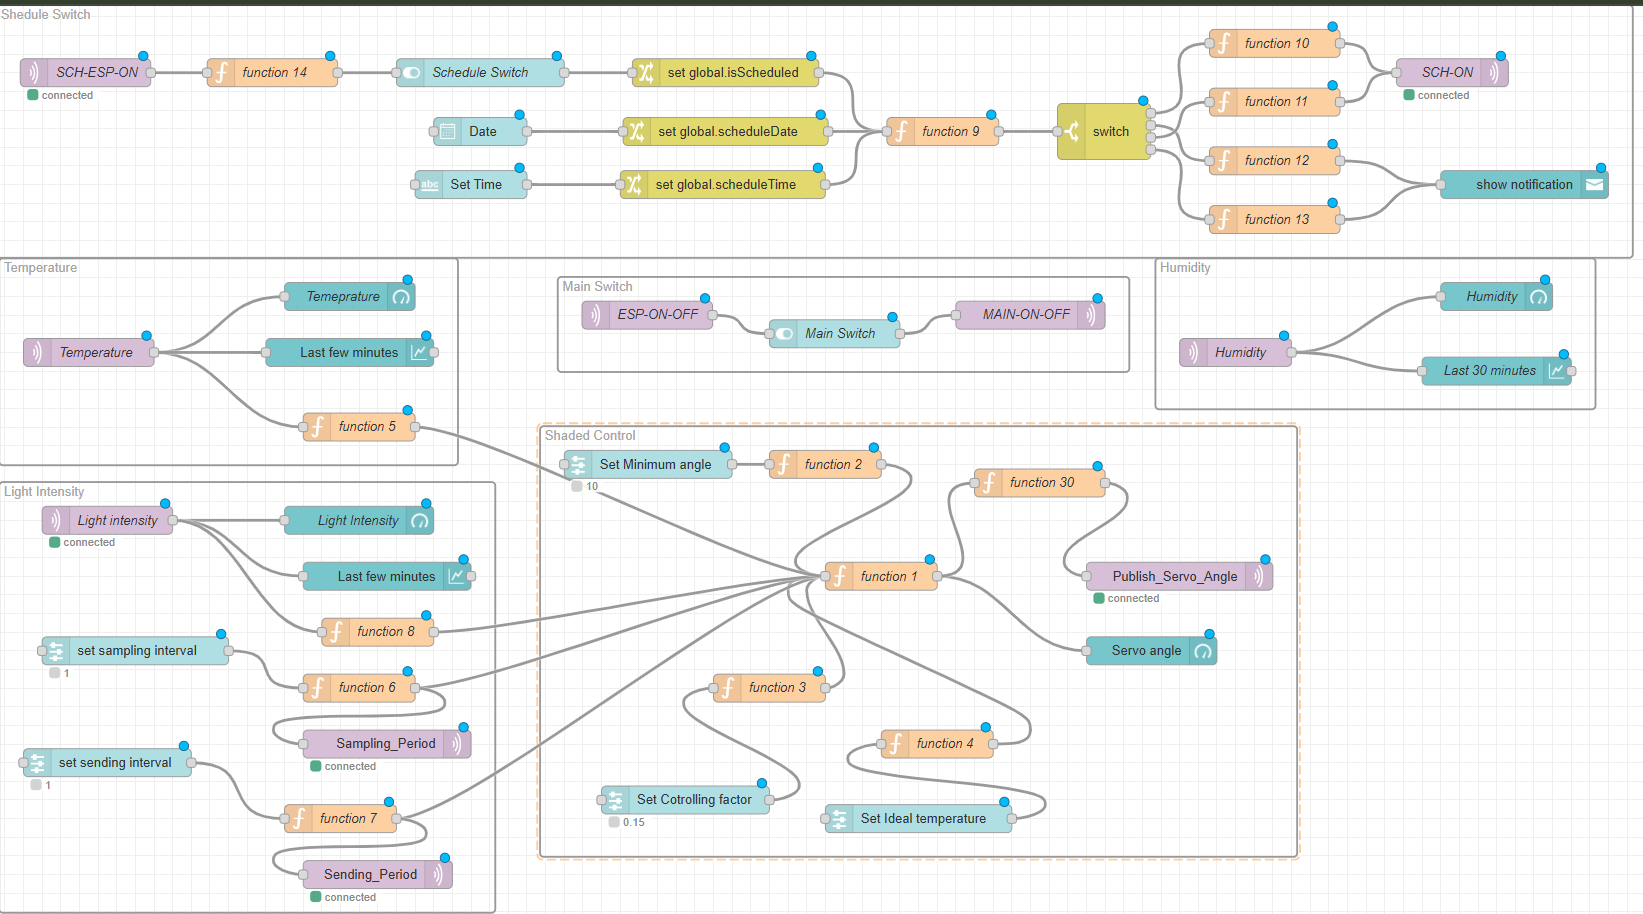 Shedule Switch
SCH-ESP-ON
connected
function 14
Schedule Switch
set global.isScheduled
Date
set global.scheduleDate
abc
Set Time
set global.scheduleTime
function 9
switch
function 10
function 11
function 12
function 13
SCH-ON
connected
show notification
Temperature
Temperature
Temeprature
Last few minutes
function 5
Main Switch
ESP-ON-OFF
Main Switch
MAIN-ON-OFF
Humidity
Humidity
Humidity
Last 30 minutes
Light Intensity
Light intensity
connected
Light Intensity
Last few minutes
function 8
set sampling interval
1
function 6
Sampling_Period
connected
set sending interval
1
function 7
Sending_Period
connected
Shaded Control
Set Minimum angle
10
function 2
function 30
function 1
Publish_Servo_Angle
connected
Servo angle
function 3
function 4
Set Cotrolling factor
0.15
Set Ideal temperature